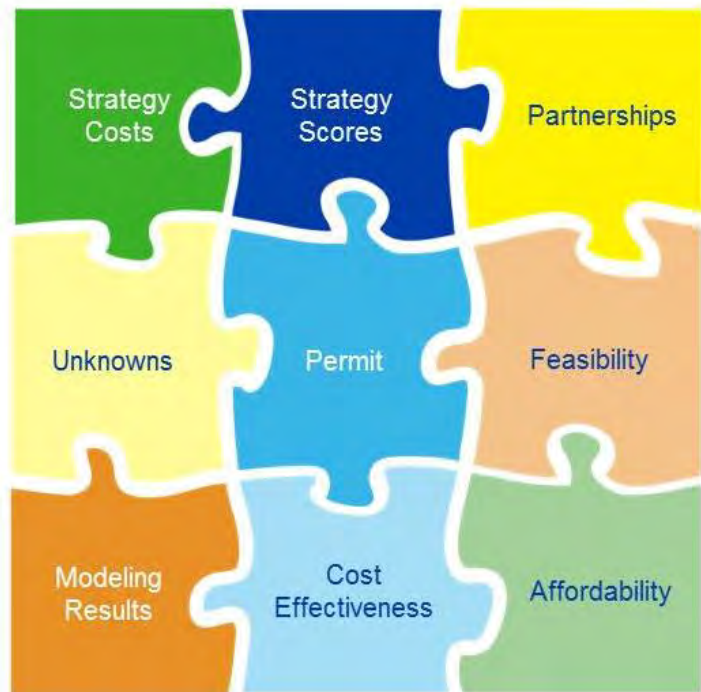 Strategy
Costs
Strategy
Scores
Partnerships
Unknowns
Permit
Feasibility
Modeling
Results
Cost
Effectiveness
Affordability